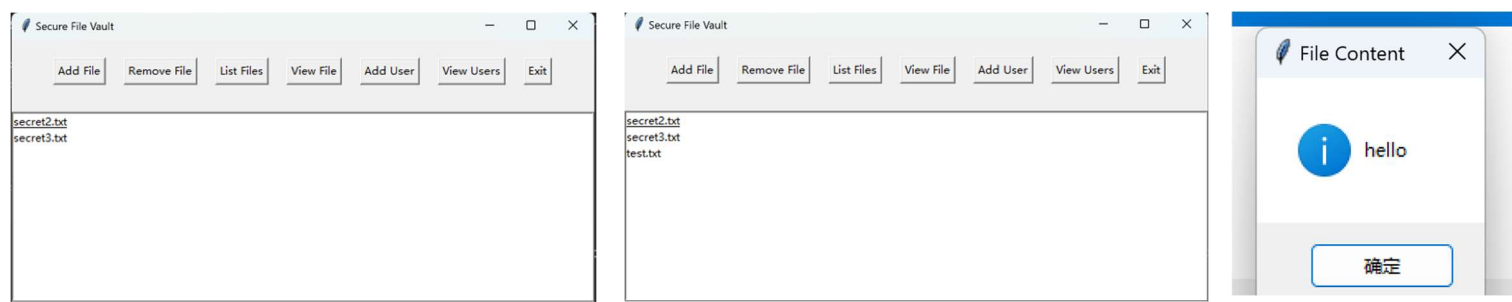 Secure File Vault
Add File Remove File List Files View File Add User View Users Exit
secret2.txt
secret3.txt
Secure File Vault
Add File Remove File List Files View File Add User View Users Exit
secret2.txt
secret3.txt
test.txt
File Content
hello
确定